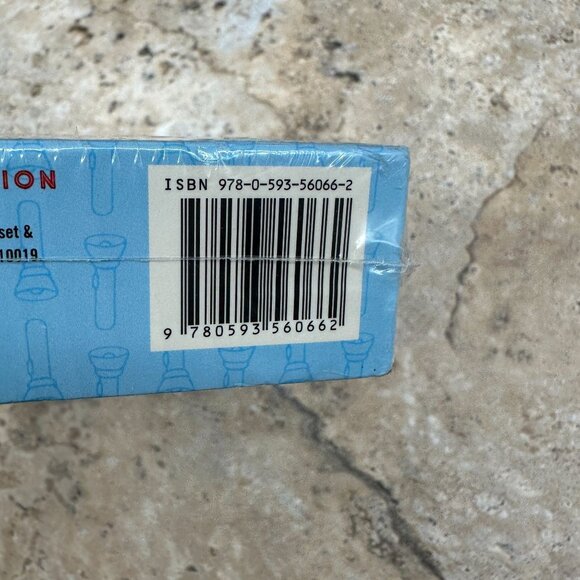 ION
ISBN 978-0-593-56066-2
set &
10019
9 780593 560662